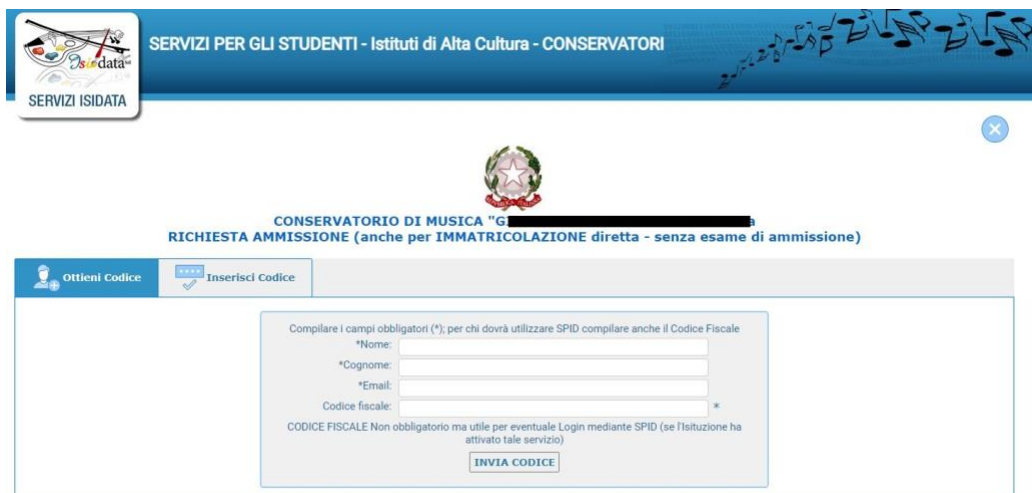 SERVIZI PER GLI STUDENTI - Istituti di Alta Cultura - CONSERVATORI
Isidata srl
SERVIZI ISIDATA
CONSERVATORIO DI MUSICA "G
RICHIESTA AMMISSIONE (anche per IMMATRICOLAZIONE diretta - senza esame di ammissione)
Ottieni Codice
Inserisci Codice
Compilare i campi obbligatori (*); per chi dovrà utilizzare SPID compilare anche il Codice Fiscale
*Nome:
*Cognome:
*Email:
Codice fiscale: *
CODICE FISCALE Non obbligatorio ma utile per eventuale Login mediante SPID (se l'Isituzione ha
attivato tale servizio)
INVIA CODICE